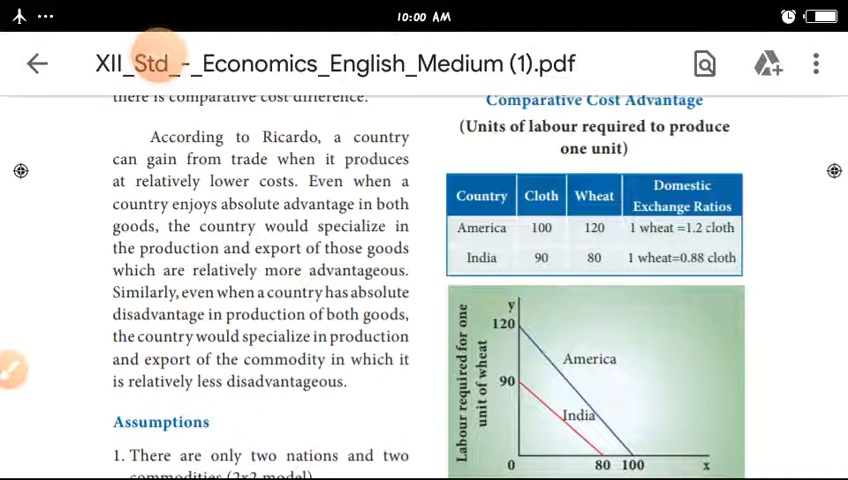 10:00 AM
XII_Std_-_Economics_English_Medium (1).pdf
there is comparative cost difference.
According to Ricardo, a country
can gain from trade when it produces
at relatively lower costs. Even when a
country enjoys absolute advantage in both
goods, the country would specialize in
the production and export of those goods
which are relatively more advantageous.
Similarly, even when a country has absolute
disadvantage in production of both goods,
the country would specialize in production
and export of the commodity in which it
is relatively less disadvantageous.
Assumptions
1. There are only two nations and two
commodities (2x2 model)
Comparative Cost Advantage
(Units of labour required to produce
one unit)
Country Cloth Wheat Domestic Exchange Ratios
America 100 120 1 wheat =1.2 cloth
India 90 80 1 wheat=0.88 cloth
Labour required for one
unit of wheat
y
120
America
90
India
0 80 100 x